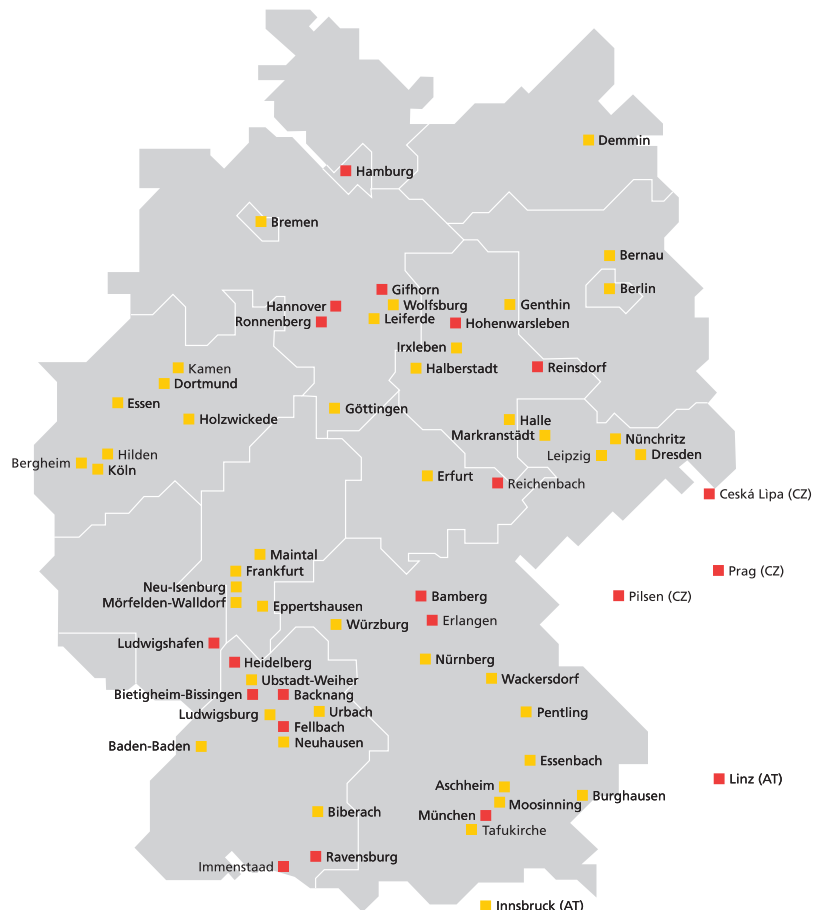 Demmin
Hamburg
Bremen
Bernau
Berlin
Gifhorn
Hannover
Wolfsburg
Genthin
Ronnenberg
Leiferde
Hohenwarsleben
Irxleben
Kamen
Halberstadt
Reinsdorf
Dortmund
Essen
Göttingen
Holzwickede
Halle
Markranstädt
Nünchritz
Hilden
Leipzig
Dresden
Bergheim
Köln
Erfurt
Reichenbach
Ceská Lìpa (CZ)
Maintal
Frankfurt
Prag (CZ)
Neu-Isenburg
Bamberg
Pilsen (CZ)
Mörfelden-Walldorf
Eppertshausen
Erlangen
Würzburg
Ludwigshafen
Heidelberg
Nürnberg
Ubstadt-Weiher
Wackersdorf
Bietigheim-Bissingen
Backnang
Ludwigsburg
Urbach
Pentling
Fellbach
Baden-Baden
Neuhausen
Essenbach
Linz (AT)
Aschheim
Burghausen
Moosinning
Biberach
München
Tafukirche
Ravensburg
Immenstaad
Innsbruck (AT)